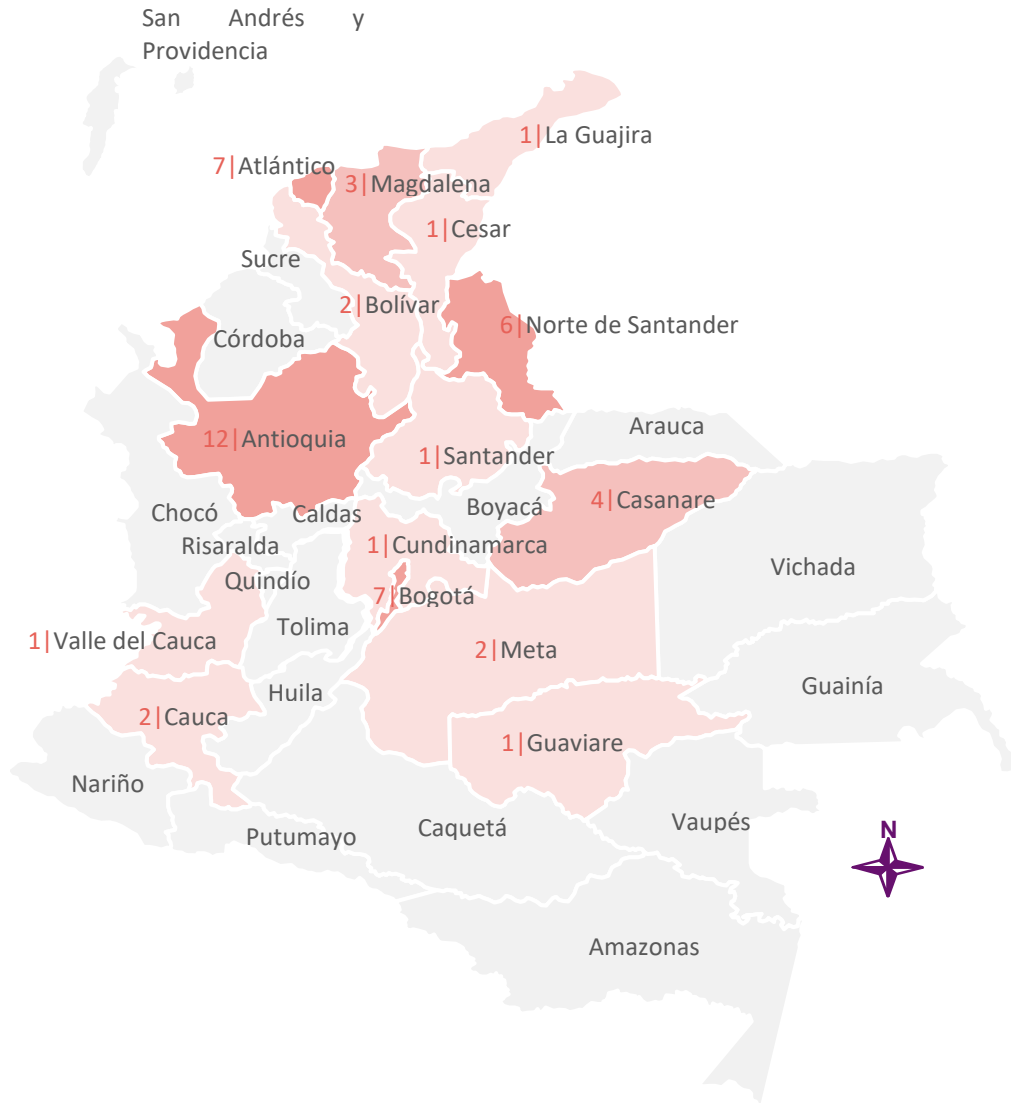 San Andrés y
Providencia
1|La Guajira
7|Atlántico
3|Magdalena
1|Cesar
Sucre
2|Bolívar
6|Norte de Santander
Córdoba
Arauca
12|Antioquia
1|Santander
Boyacá
4|Casanare
Chocó
Caldas
Risaralda
1|Cundinamarca
Vichada
Quindío
7|Bogotá
Tolima
1|Valle del Cauca
2|Meta
Guainía
Huila
2|Cauca
1|Guaviare
Nariño
Vaupés
Caquetá
Putumayo
N
Amazonas